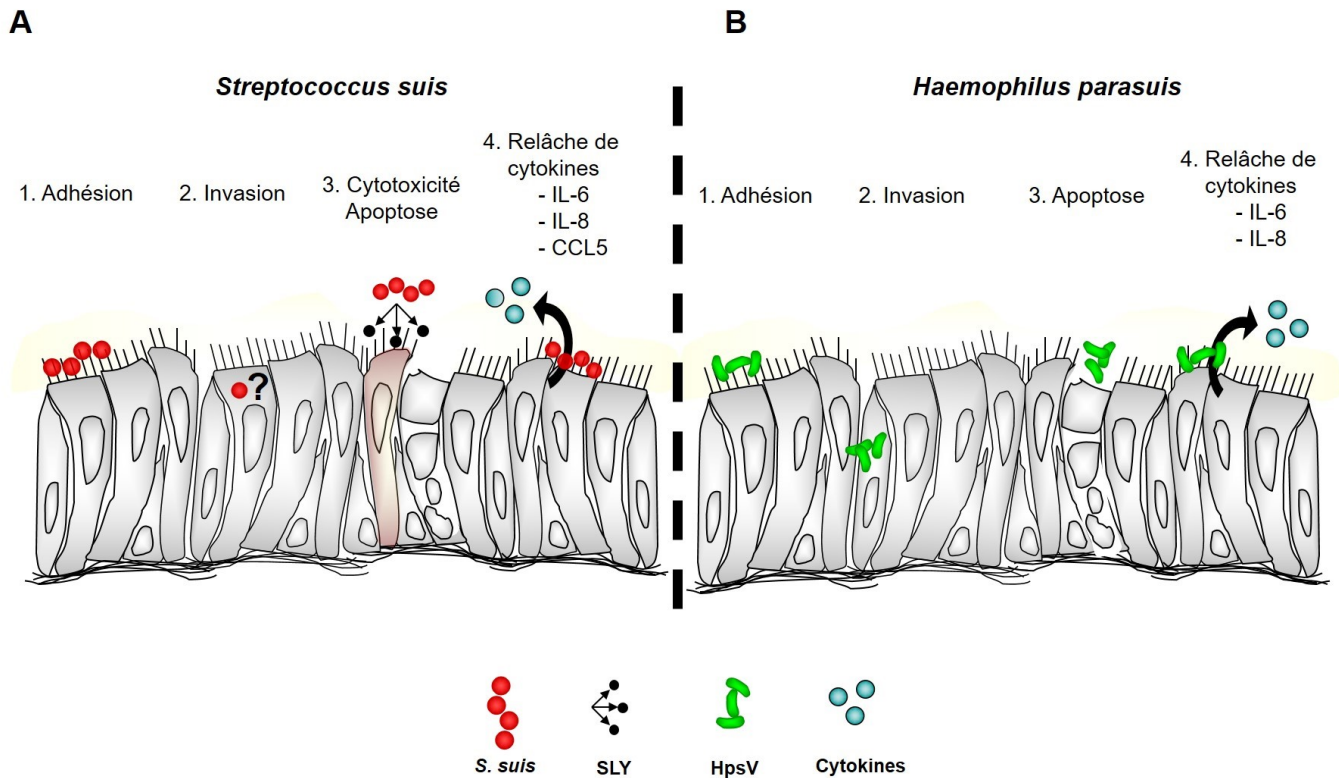 A
B
Streptococcus suis
Haemophilus parasuis
1. Adhésion
2. Invasion
3. Cytotoxicité
Apoptose
4. Relâche de
cytokines
- IL-6
- IL-8
- CCL5
1. Adhésion
2. Invasion
3. Apoptose
4. Relâche de
cytokines
- IL-6
- IL-8
?
S. suis
SLY
HpsV
Cytokines